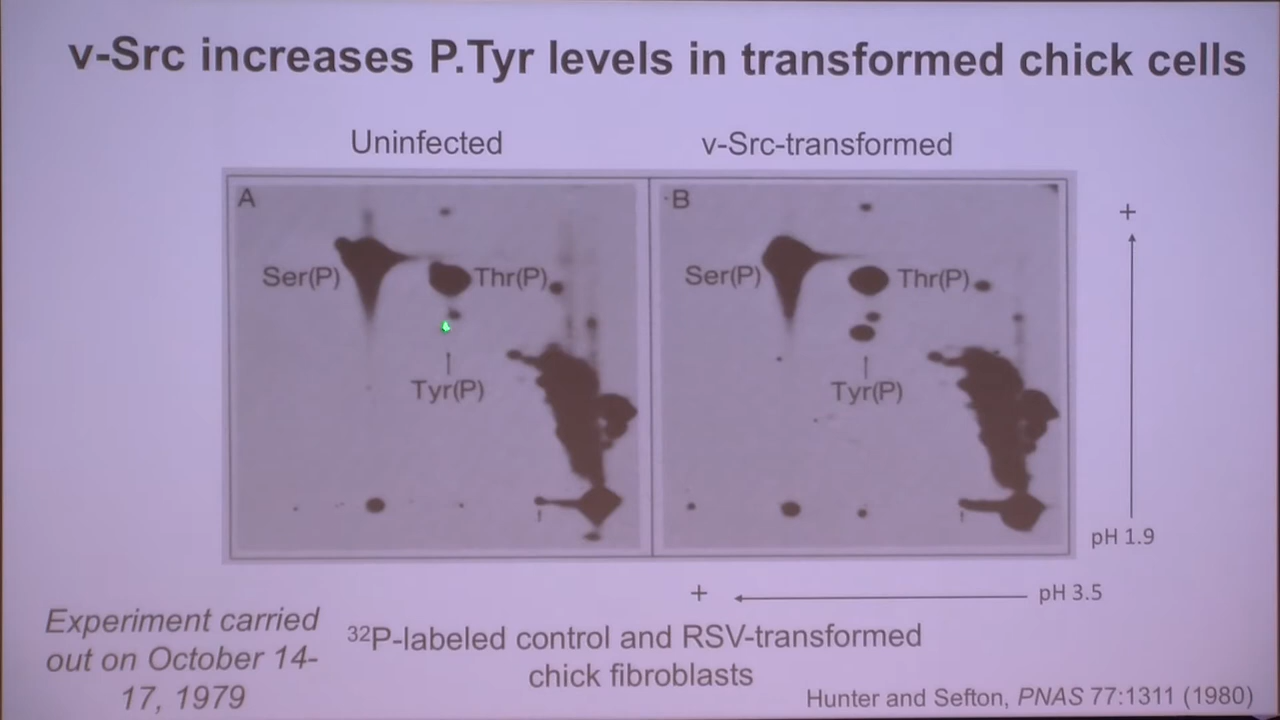 v-Src increases P.Tyr levels in transformed chick cells
Uninfected
v-Src-transformed
A
B
+
Ser(P)
Thr(P)
Ser(P)
Thr(P)
Tyr(P)
Tyr(P)
pH 1.9
+
pH 3.5
Experiment carried
out on October 14-
17, 1979
³²P-labeled control and RSV-transformed
chick fibroblasts
Hunter and Sefton, PNAS 77:1311 (1980)